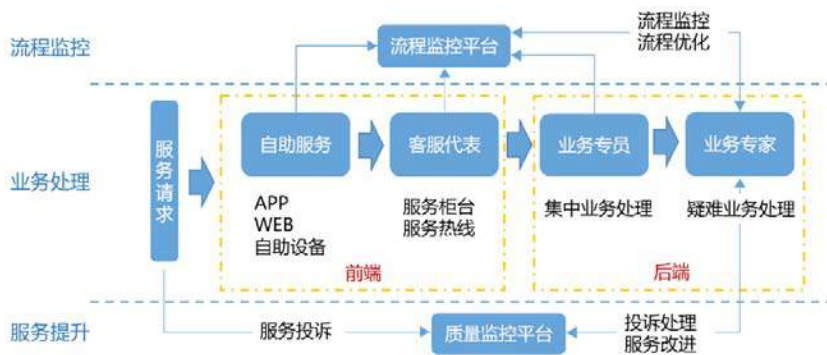 流程监控
流程监控平台
流程监控
流程优化
业务处理
服务请求
自助服务
客服代表
业务专员
业务专家
APP
WEB
自助设备
服务柜台
服务热线
集中业务处理
疑难业务处理
前端
后端
服务提升
服务投诉
质量监控平台
投诉处理
服务改进